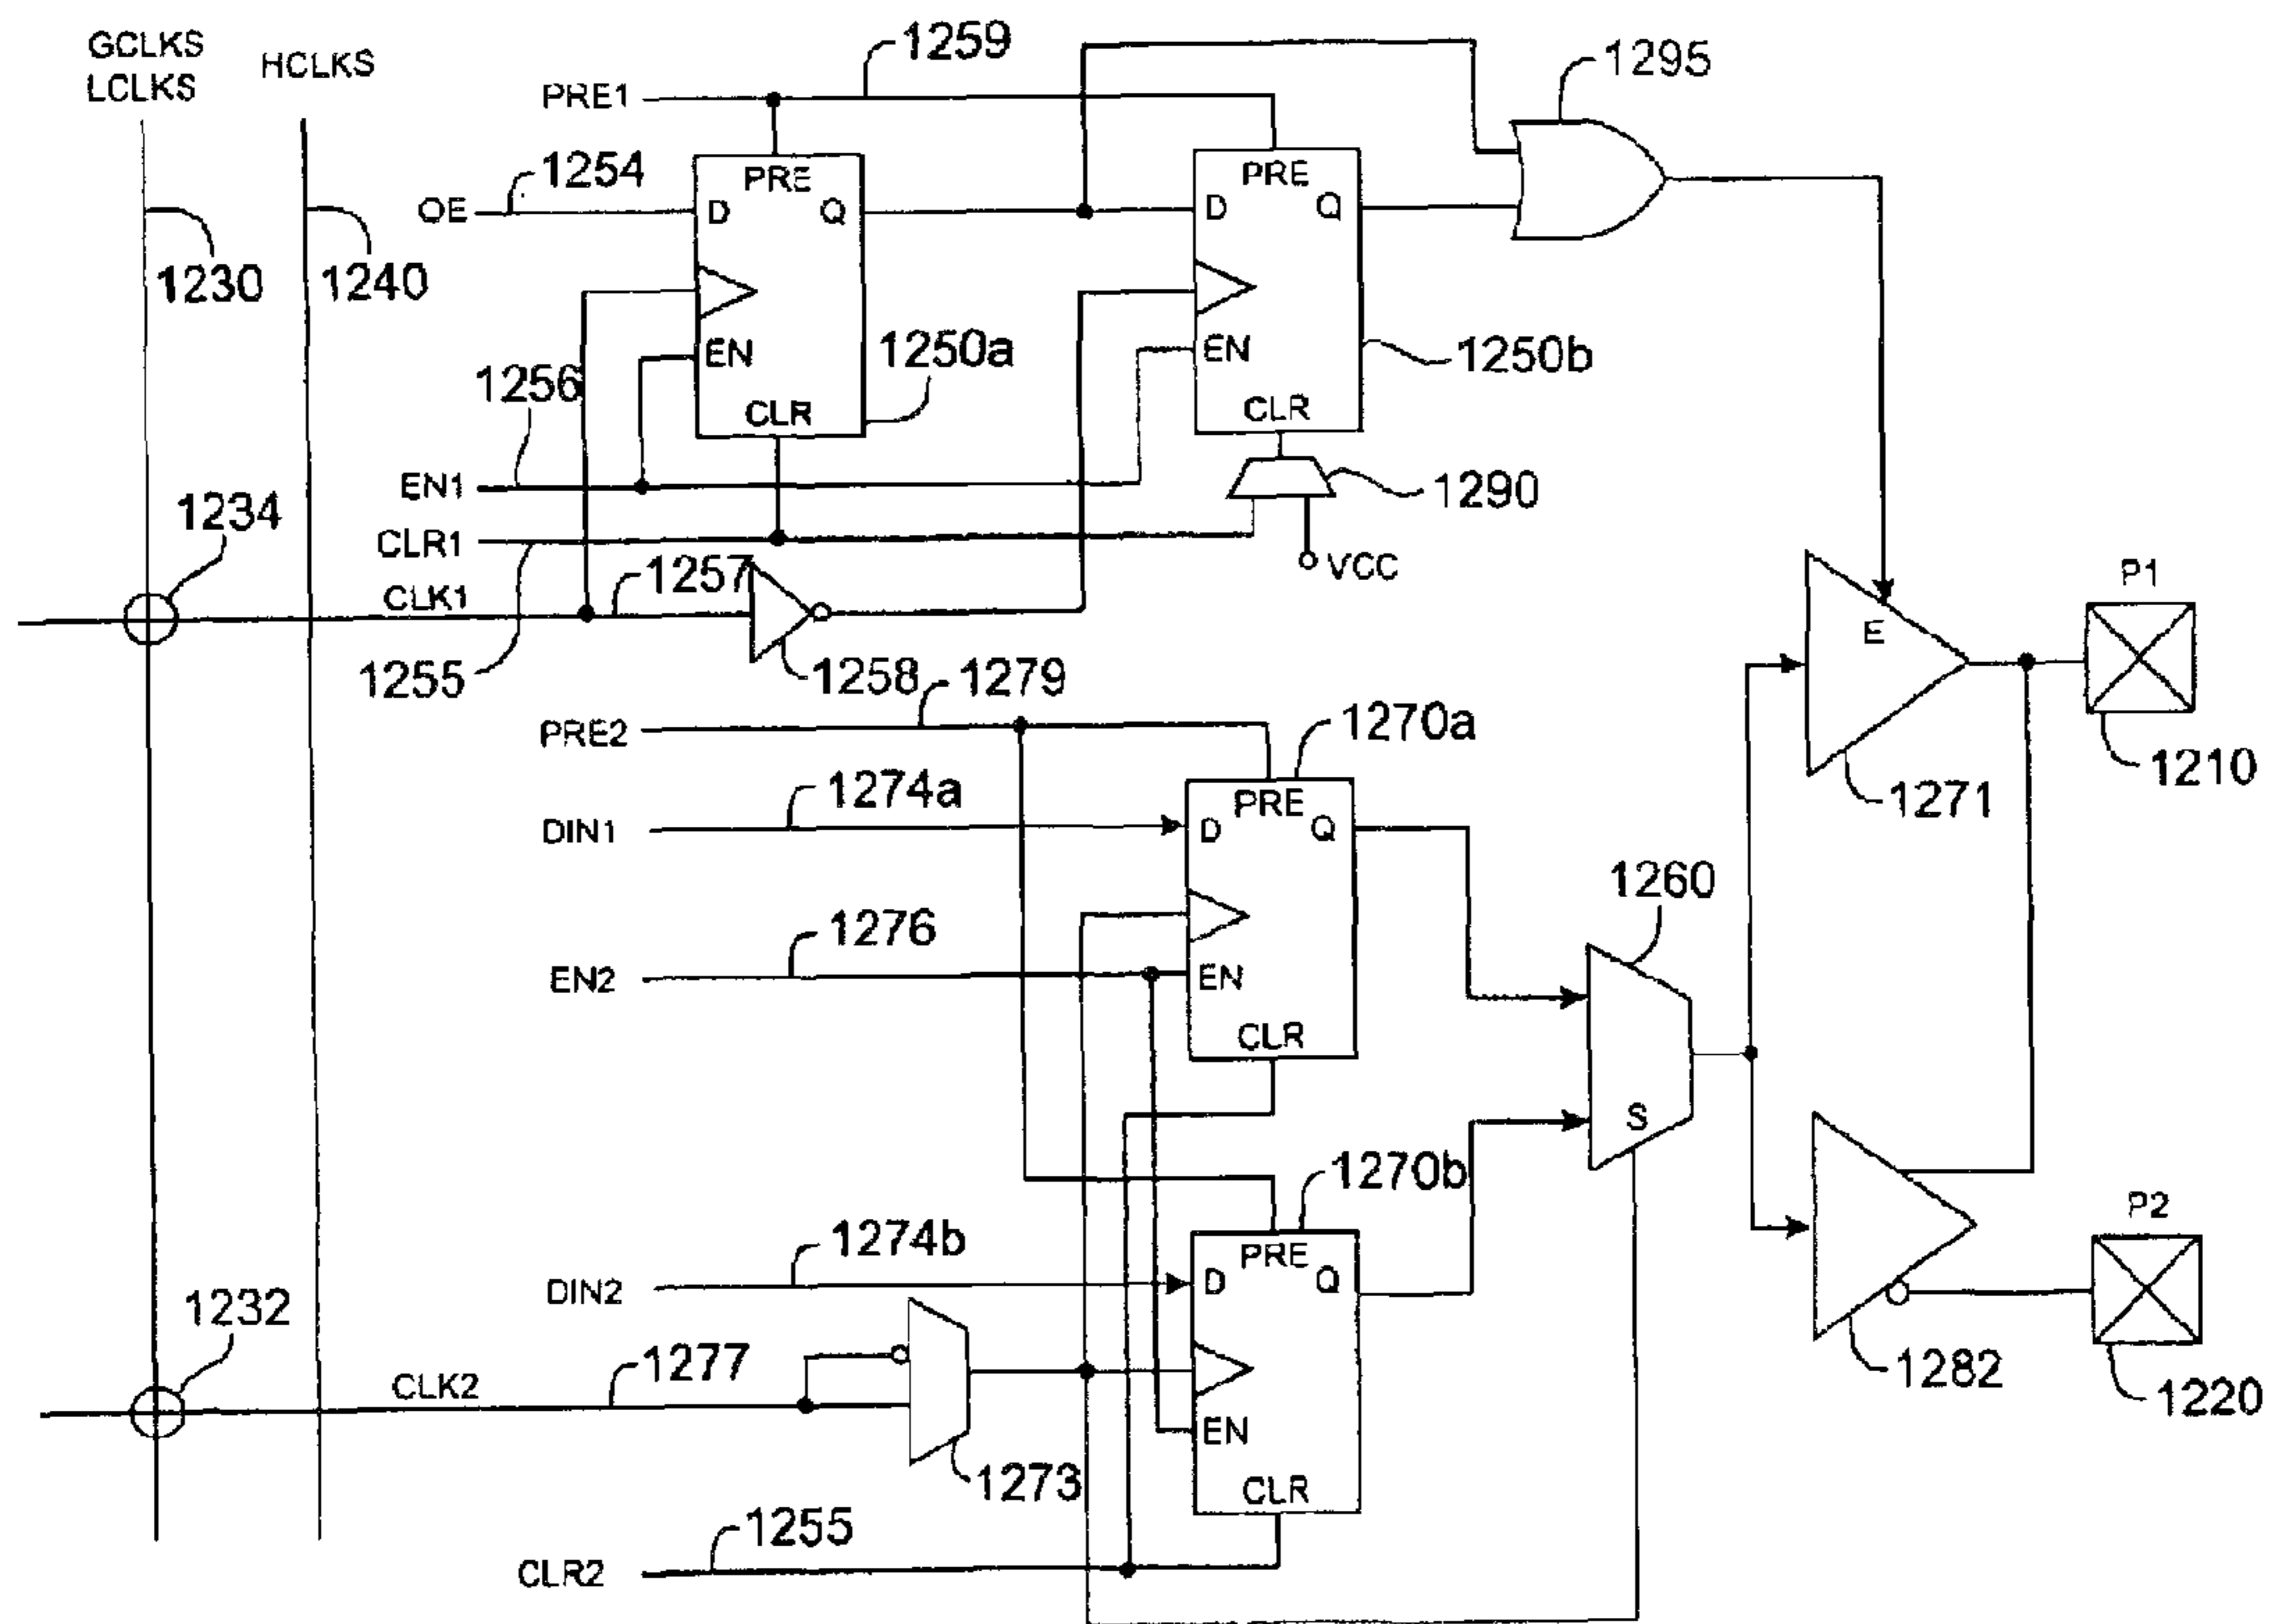 GCLKS
LCLKS
HCLKS
1230
1240
1234
1232
PRE1
1259
OE
1254
D
PRE
Q
EN
CLR
1250a
D
PRE
Q
EN
CLR
1250b
1295
1256
EN1
CLR1
1255
1290
VCC
CLK1
1257
1258
E
1271
P1
1210
PRE2
1279
DIN1
1274a
1270a
D
PRE
Q
EN
CLR
EN2
1276
1260
S
1270b
DIN2
1274b
D
PRE
Q
EN
CLR
CLK2
1277
1273
CLR2
1255
1282
P2
1220